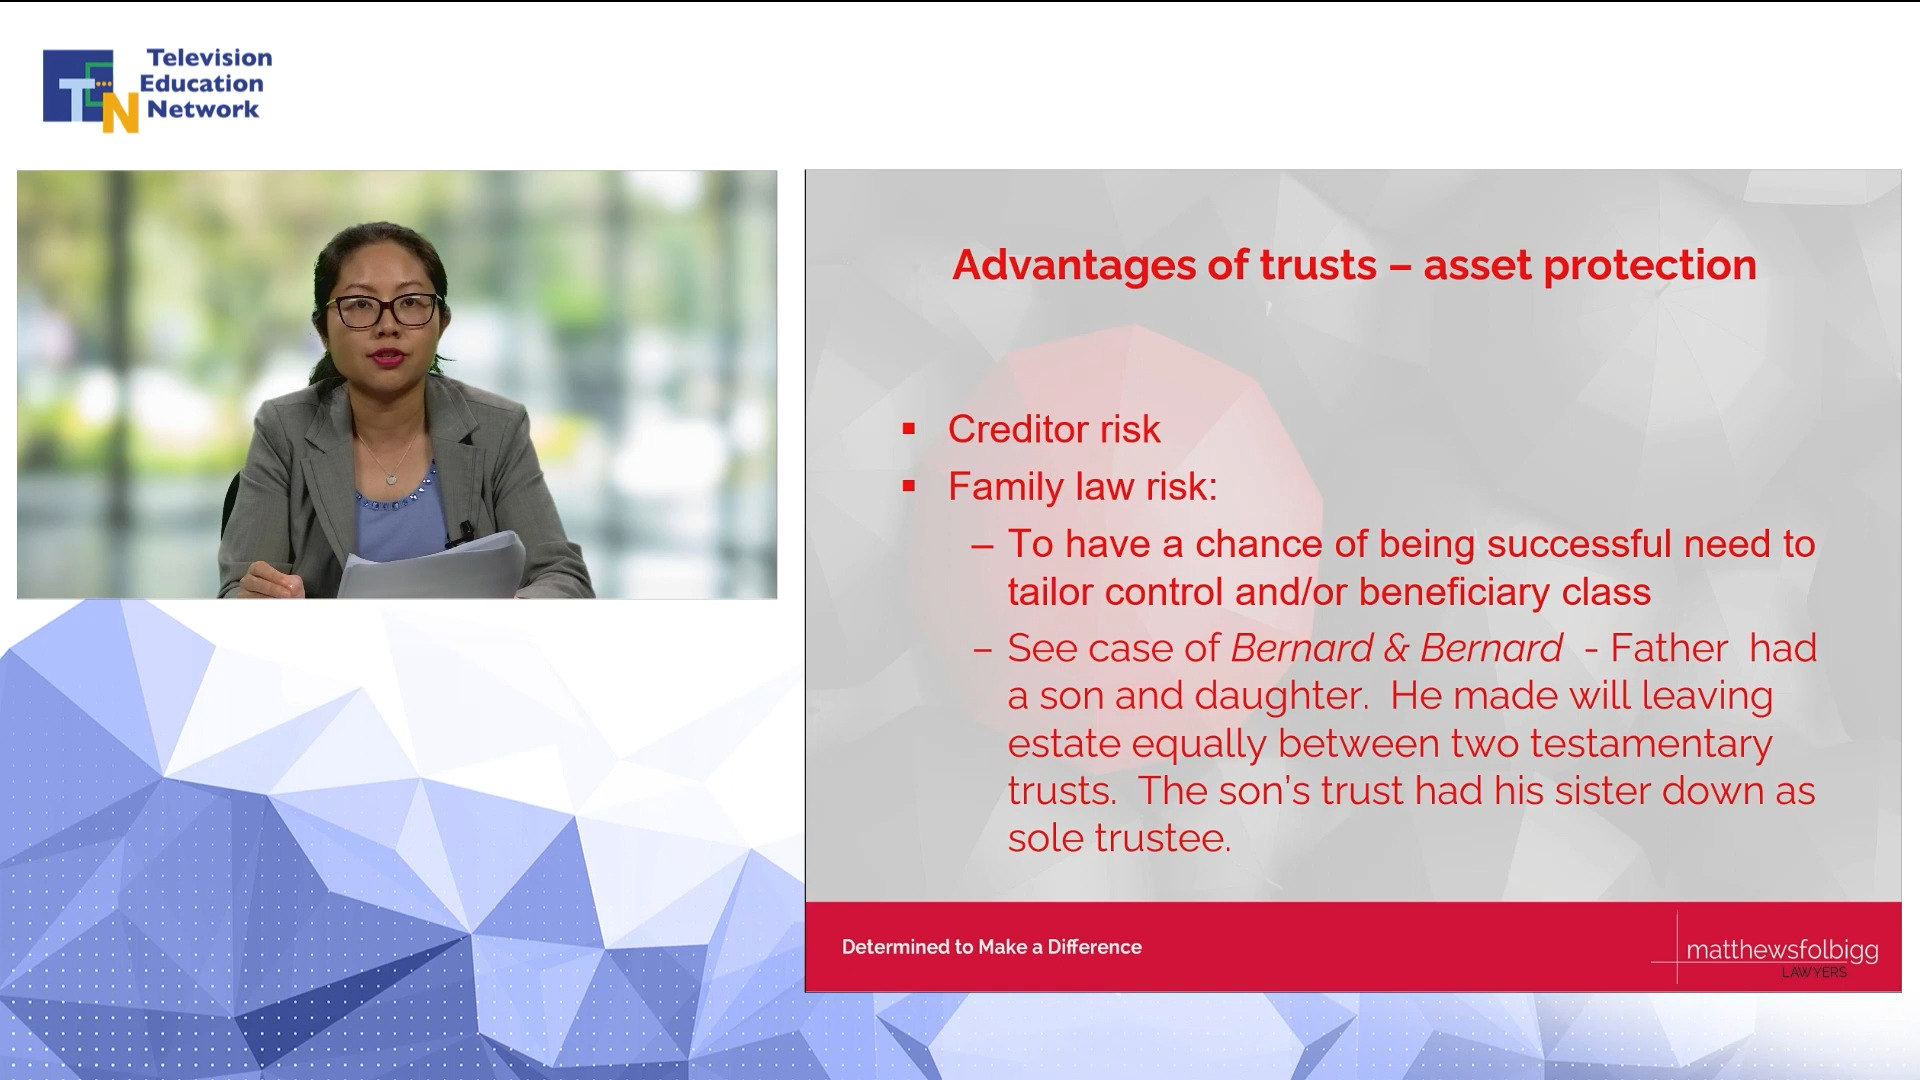 Television
Education
Network
TEN
Advantages of trusts – asset protection
▪ Creditor risk
▪ Family law risk:
– To have a chance of being successful need to
tailor control and/or beneficiary class
– See case of Bernard & Bernard - Father had
a son and daughter. He made will leaving
estate equally between two testamentary
trusts. The son's trust had his sister down as
sole trustee.
Determined to Make a Difference
matthewsfolbigg
LAWYERS